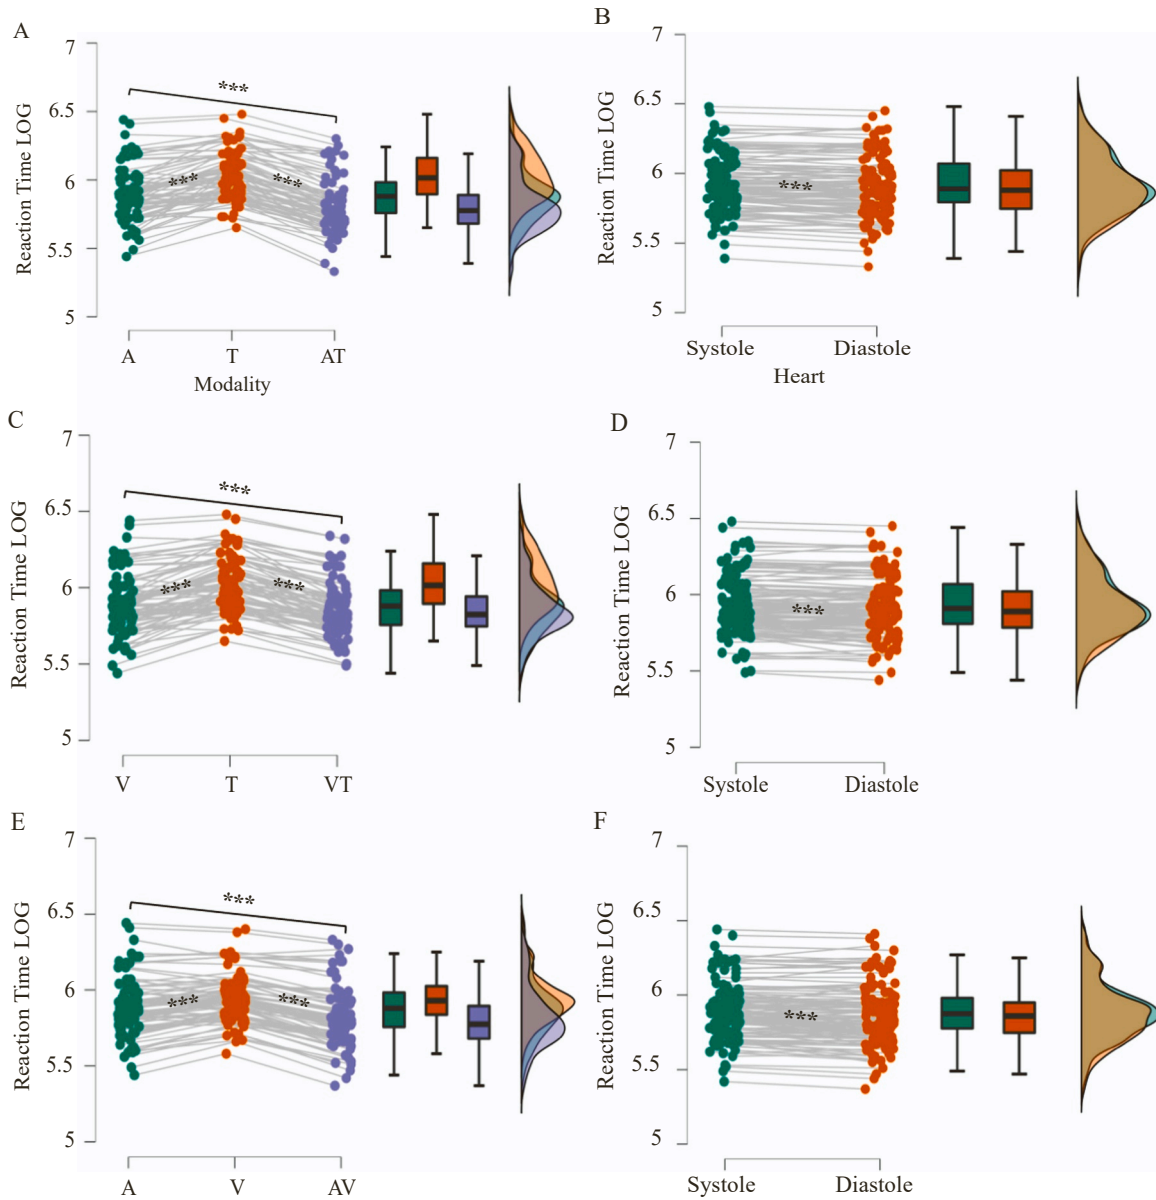 A
Reaction Time LOG
7
6.5
6
5.5
5
***
***
***
A
T
AT
Modality
B
Reaction Time LOG
7
6.5
6
5.5
5
***
Systole
Diastole
Heart
C
Reaction Time LOG
7
6.5
6
5.5
5
***
***
***
V
T
VT
D
Reaction Time LOG
7
6.5
6
5.5
5
***
Systole
Diastole
E
Reaction Time LOG
7
6.5
6
5.5
5
***
***
***
A
V
AV
F
Reaction Time LOG
7
6.5
6
5.5
5
***
Systole
Diastole